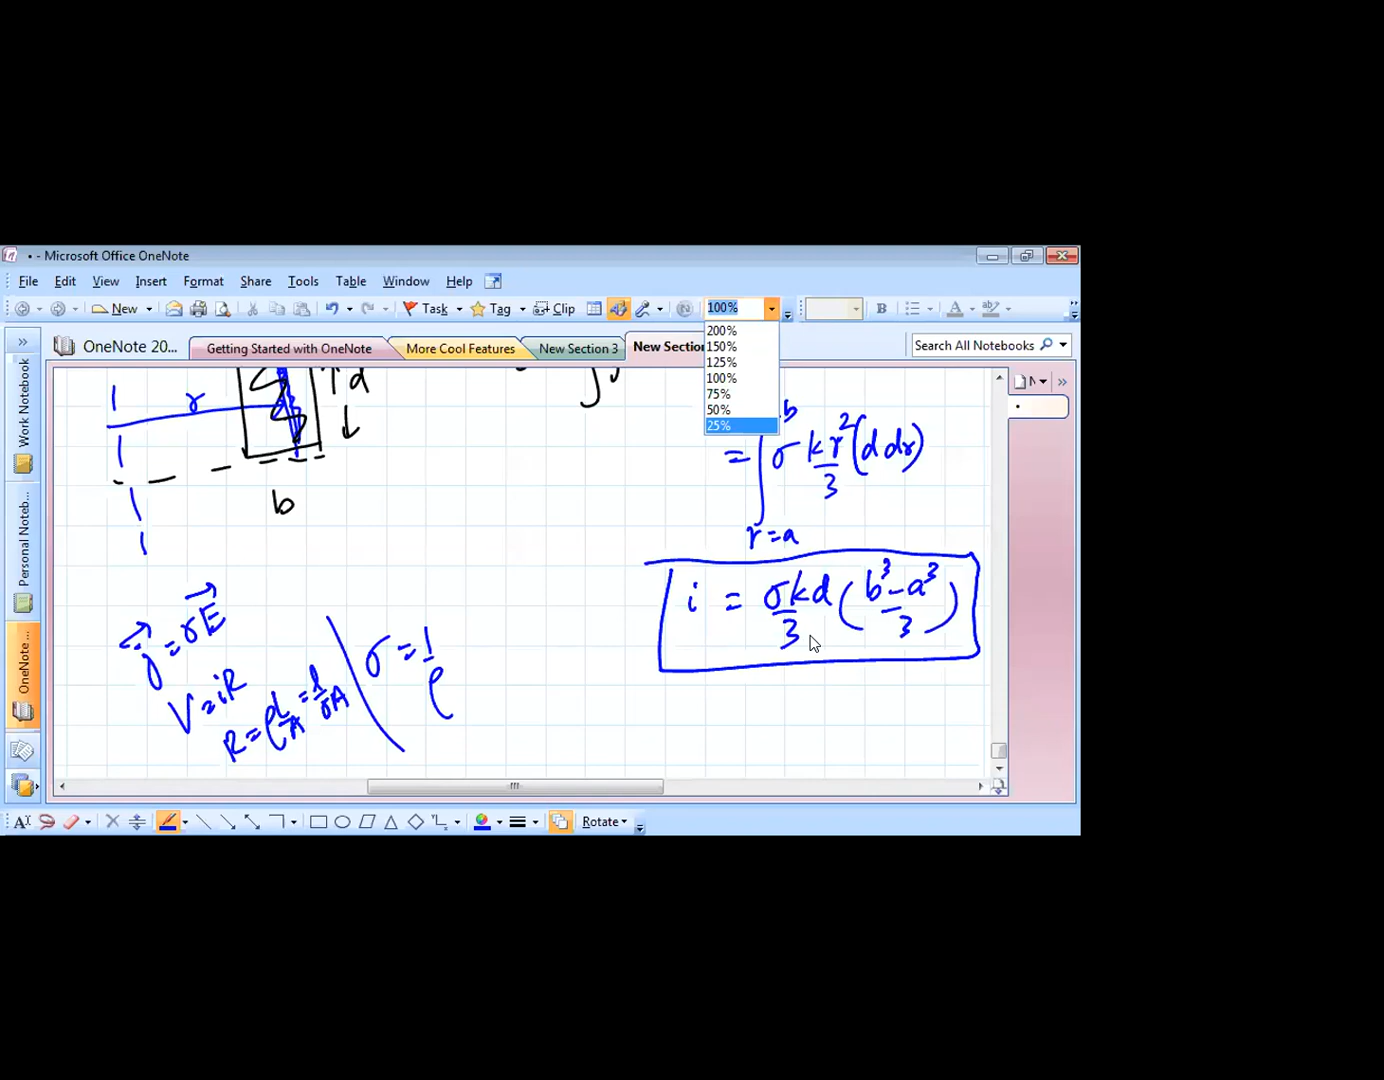 • - Microsoft Office OneNote
File Edit View Insert Format Share Tools Table Window Help
New Task Tag Clip 100% B A ab
200%
150%
125%
100%
75%
50%
25%
OneNote 20... Getting Started with OneNote More Cool Features New Section 3 New Section Search All Notebooks
Work Notebook
Personal Noteb...
OneNote...
r
d
b
b
= ∫ σ kr²/3 (d dr)
r = a
i = σkd/3 (b³ - a³/3)
j = σE
V = iR
R = ρ l/A = l/σA
σ = 1/ρ
Rotate